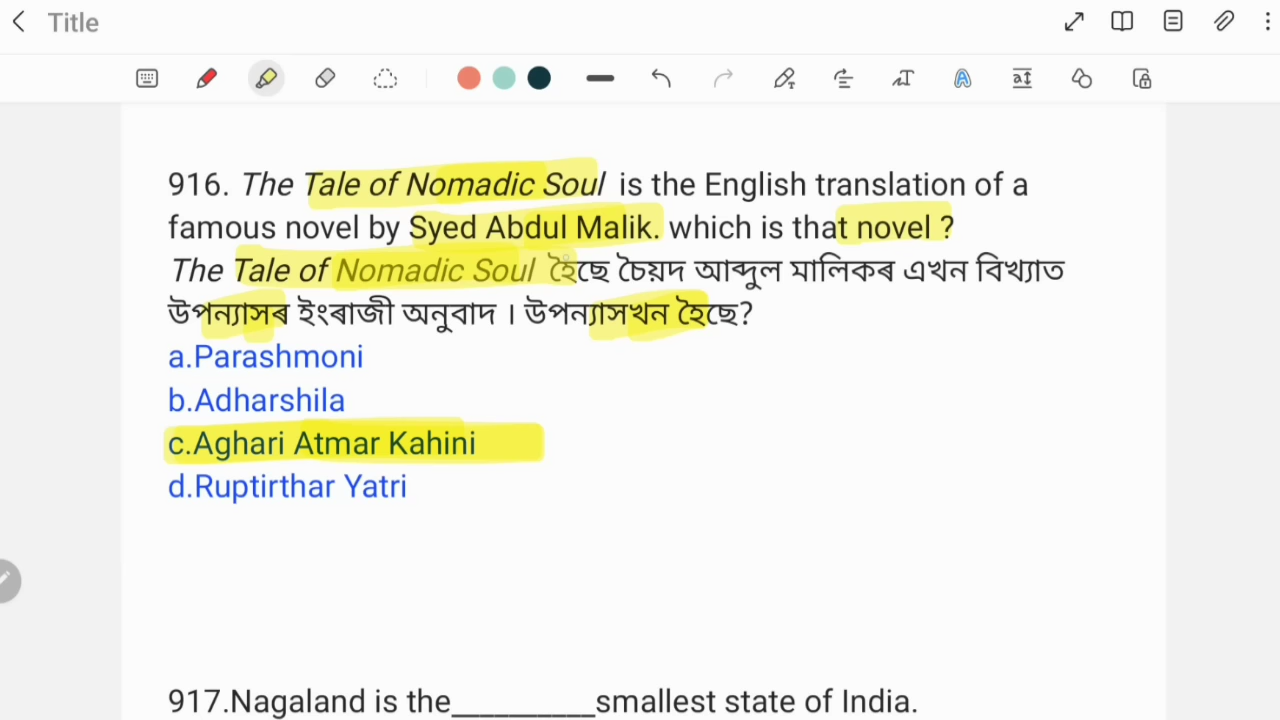 Title
916. The Tale of Nomadic Soul is the English translation of a
famous novel by Syed Abdul Malik. which is that novel ?
The Tale of Nomadic Soul হৈছে চৈয়দ আব্দুল মালিকৰ এখন বিখ্যাত
উপন্যাসৰ ইংৰাজী অনুবাদ । উপন্যাসখন হৈছে?
a.Parashmoni
b.Adharshila
c.Aghari Atmar Kahini
d.Ruptirthar Yatri
917.Nagaland is the__________smallest state of India.